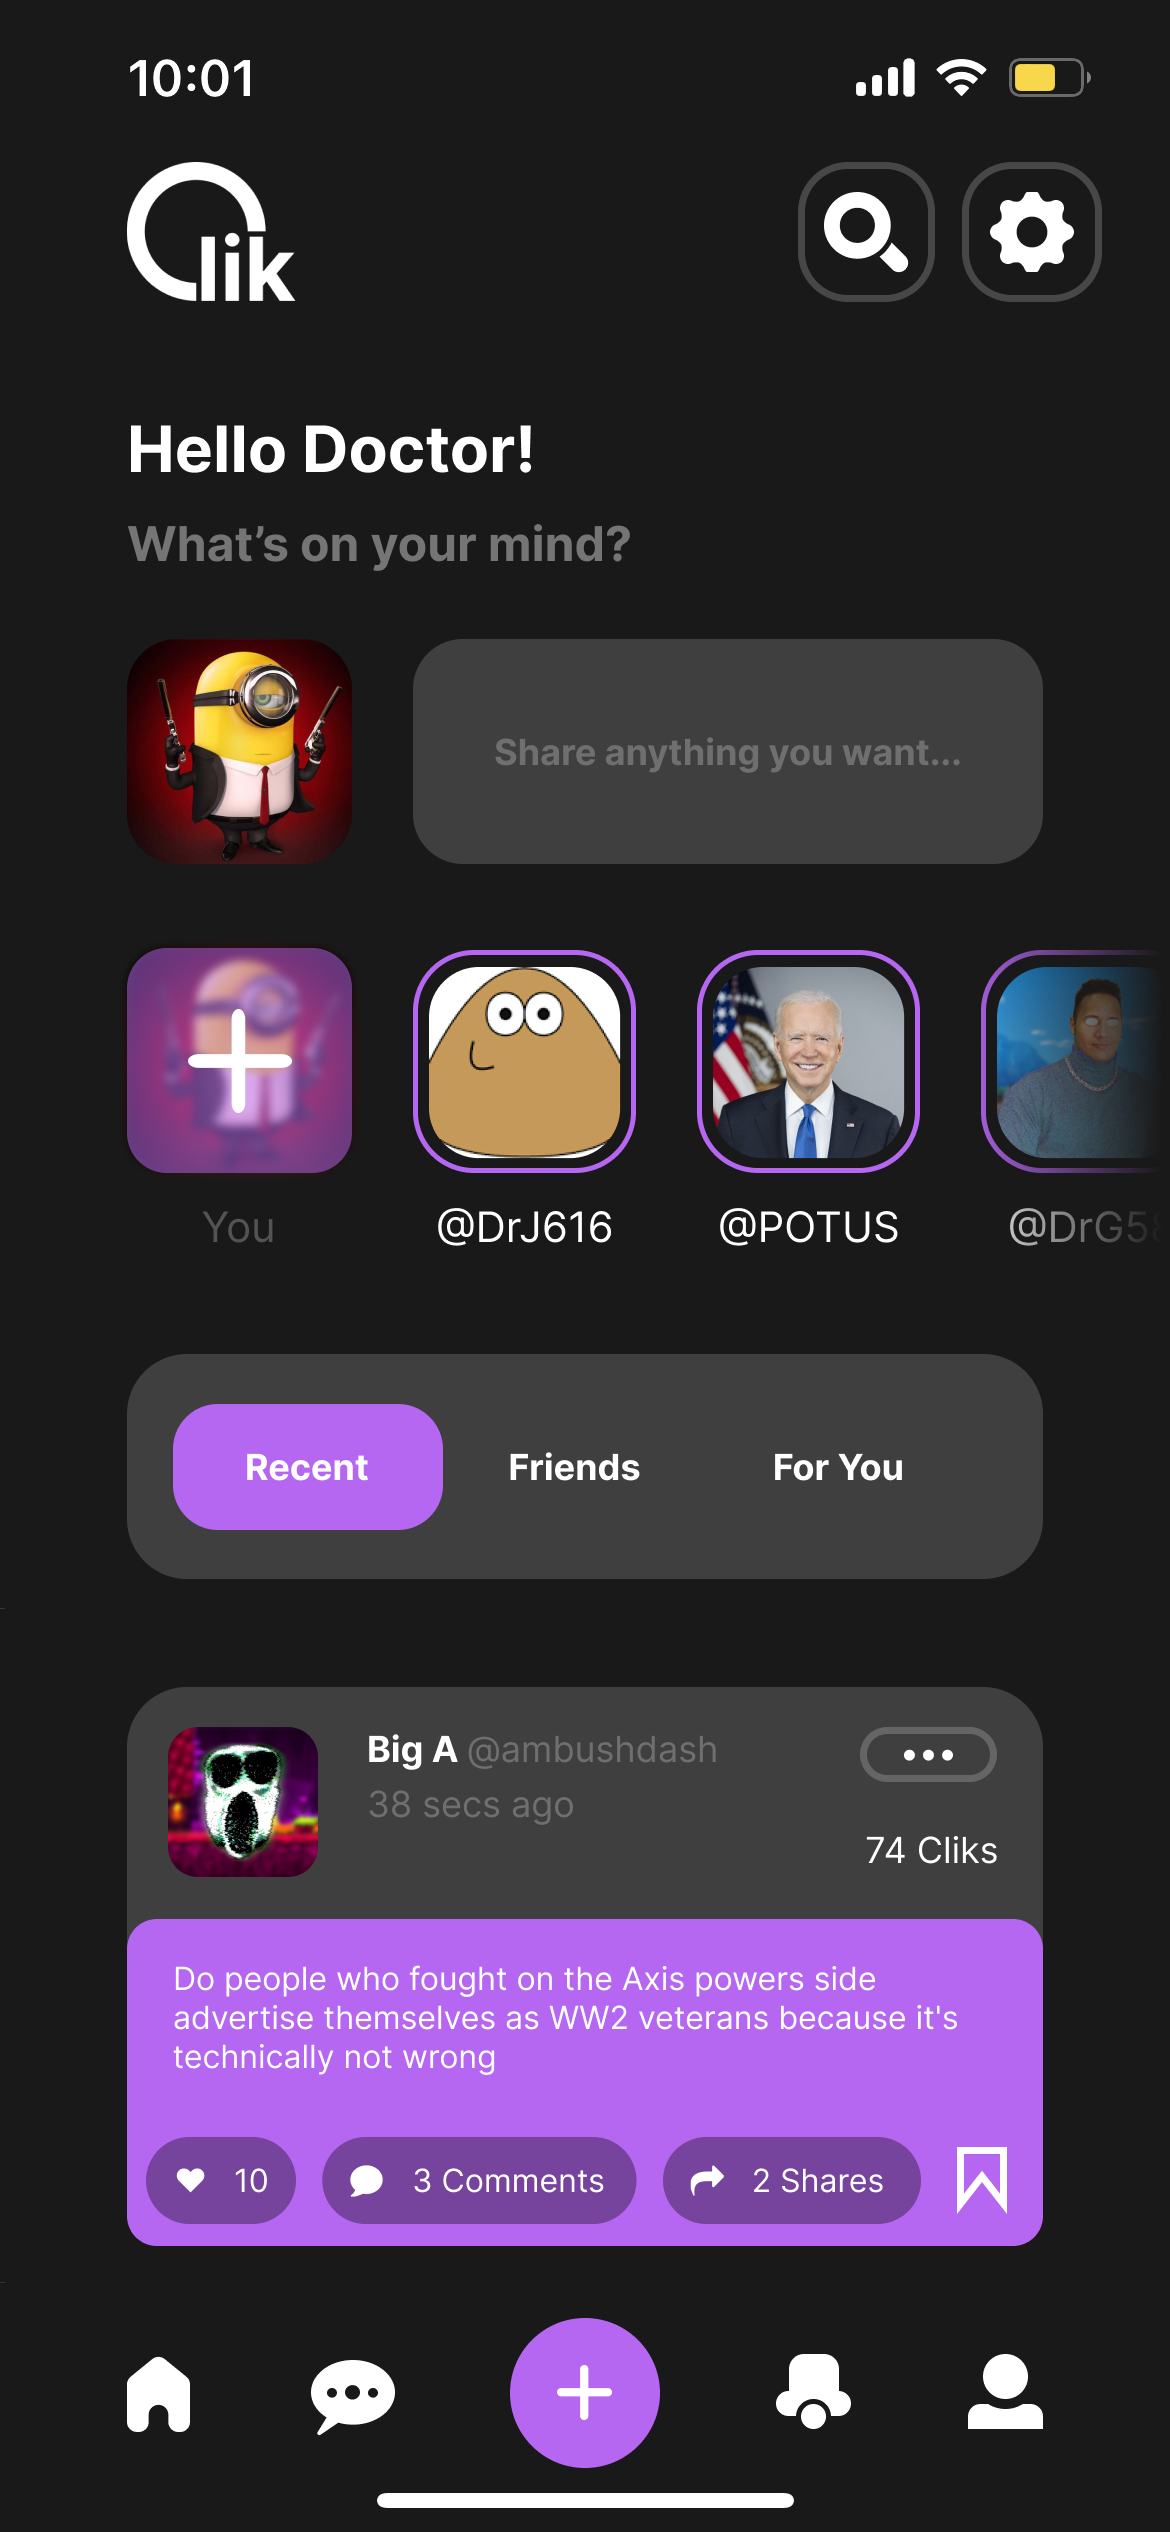 10:01
Clik
Hello Doctor!
What’s on your mind?
Share anything you want...
You @DrJ616 @POTUS @DrG58
Recent Friends For You
Big A @ambushdash
38 secs ago
74 Cliks
Do people who fought on the Axis powers side
advertise themselves as WW2 veterans because it's
technically not wrong
10 3 Comments 2 Shares